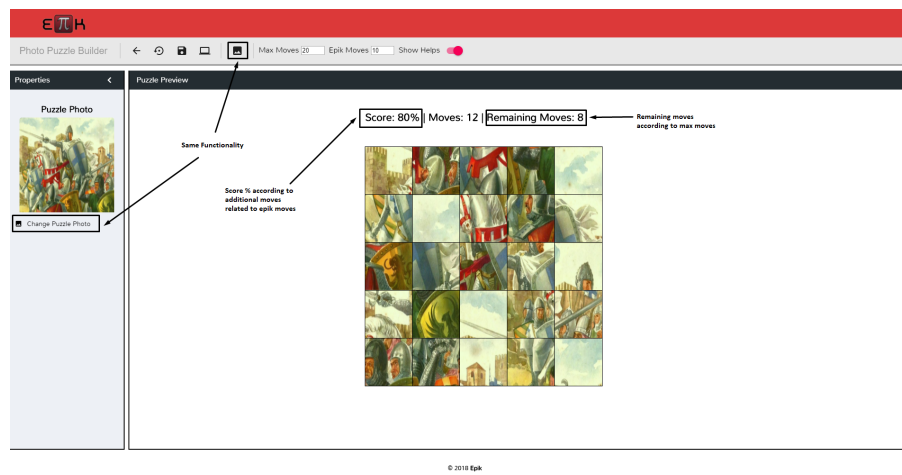 EπK
Photo Puzzle Builder
Max Moves 20 Epik Moves 10 Show Helps
Properties
Puzzle Preview
Puzzle Photo
Score: 80% | Moves: 12 | Remaining Moves: 8
Remaining moves
according to max moves
Same Functionality
Score % according to
additional moves
related to epik moves
Change Puzzle Photo
© 2018 Epik